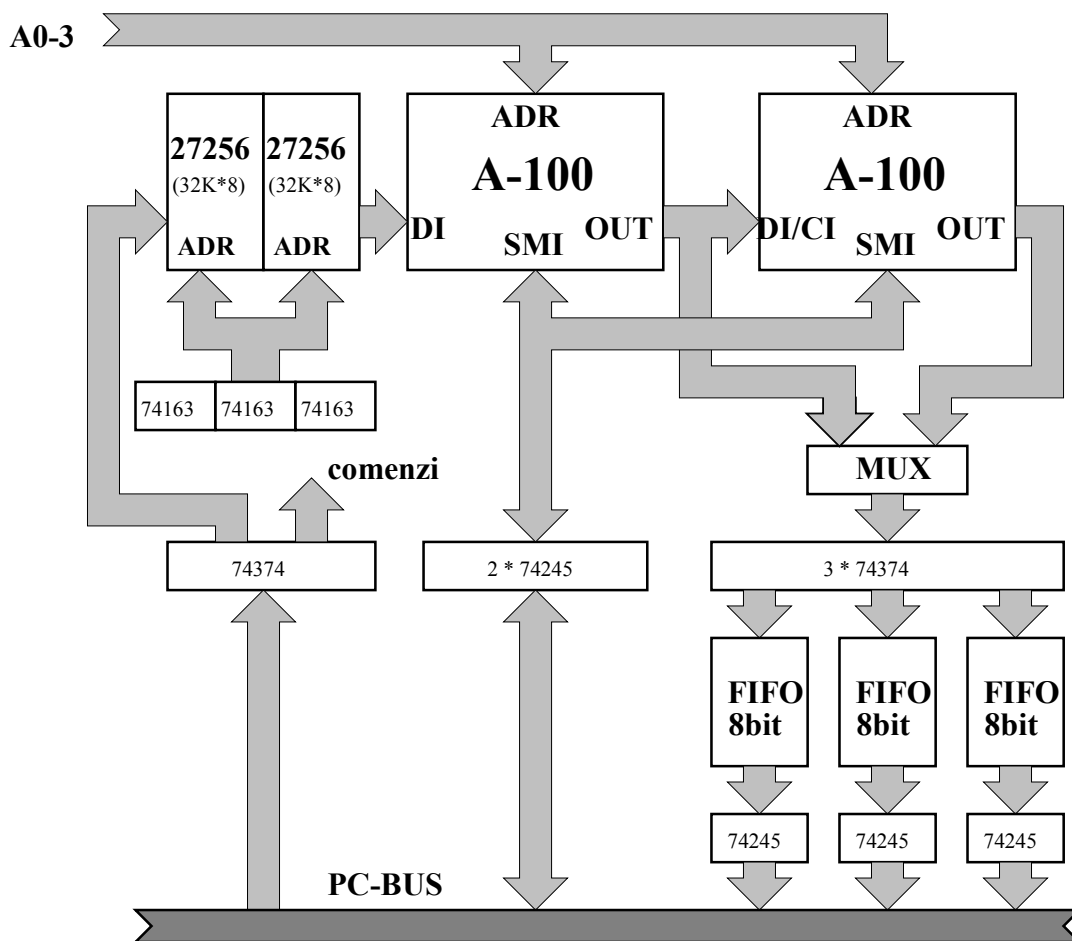 A0-3
ADR
ADR
27256
27256
(32K*8)
(32K*8)
A-100
A-100
DI
OUT
DI/CI
OUT
ADR
ADR
SMI
SMI
74163
74163
74163
comenzi
MUX
74374
2 * 74245
3 * 74374
FIFO
8bit
FIFO
8bit
FIFO
8bit
74245
74245
74245
PC-BUS